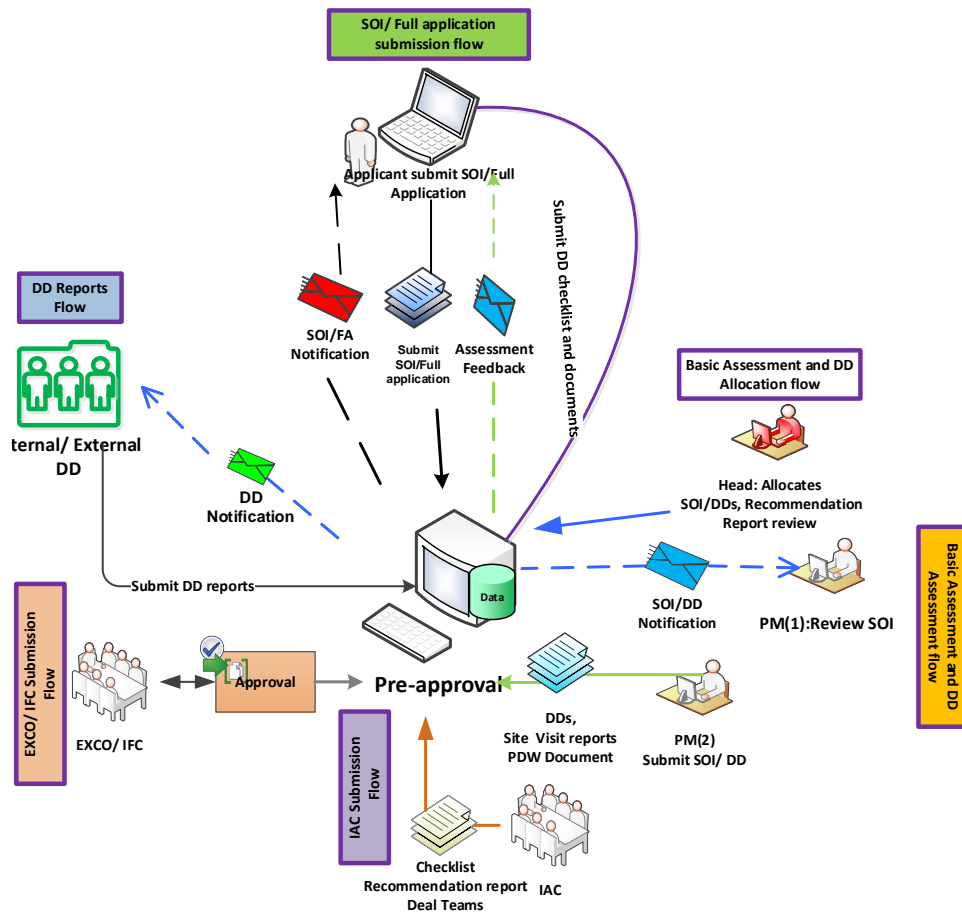 SOI/ Full application
submission flow
Applicant submit SOI/Full
Application
Submit DD checklist and documents
DD Reports
Flow
SOI/FA
Notification
Submit
SOI/Full
application
Assessment
Feedback
Basic Assessment and DD
Allocation flow
ternal/ External
DD
DD
Notification
Head: Allocates
SOI/DDs, Recommendation
Report review
Submit DD reports
Data
SOI/DD
Notification
PM(1):Review SOI
Basic Assessment and DD
Assessment flow
EXCO/ IFC Submission
Flow
EXCO/ IFC
Approval
Pre-approval
DDs,
Site Visit reports
PDW Document
PM(2)
Submit SOI/ DD
IAC Submission
Flow
Checklist
Recommendation report
Deal Teams
IAC